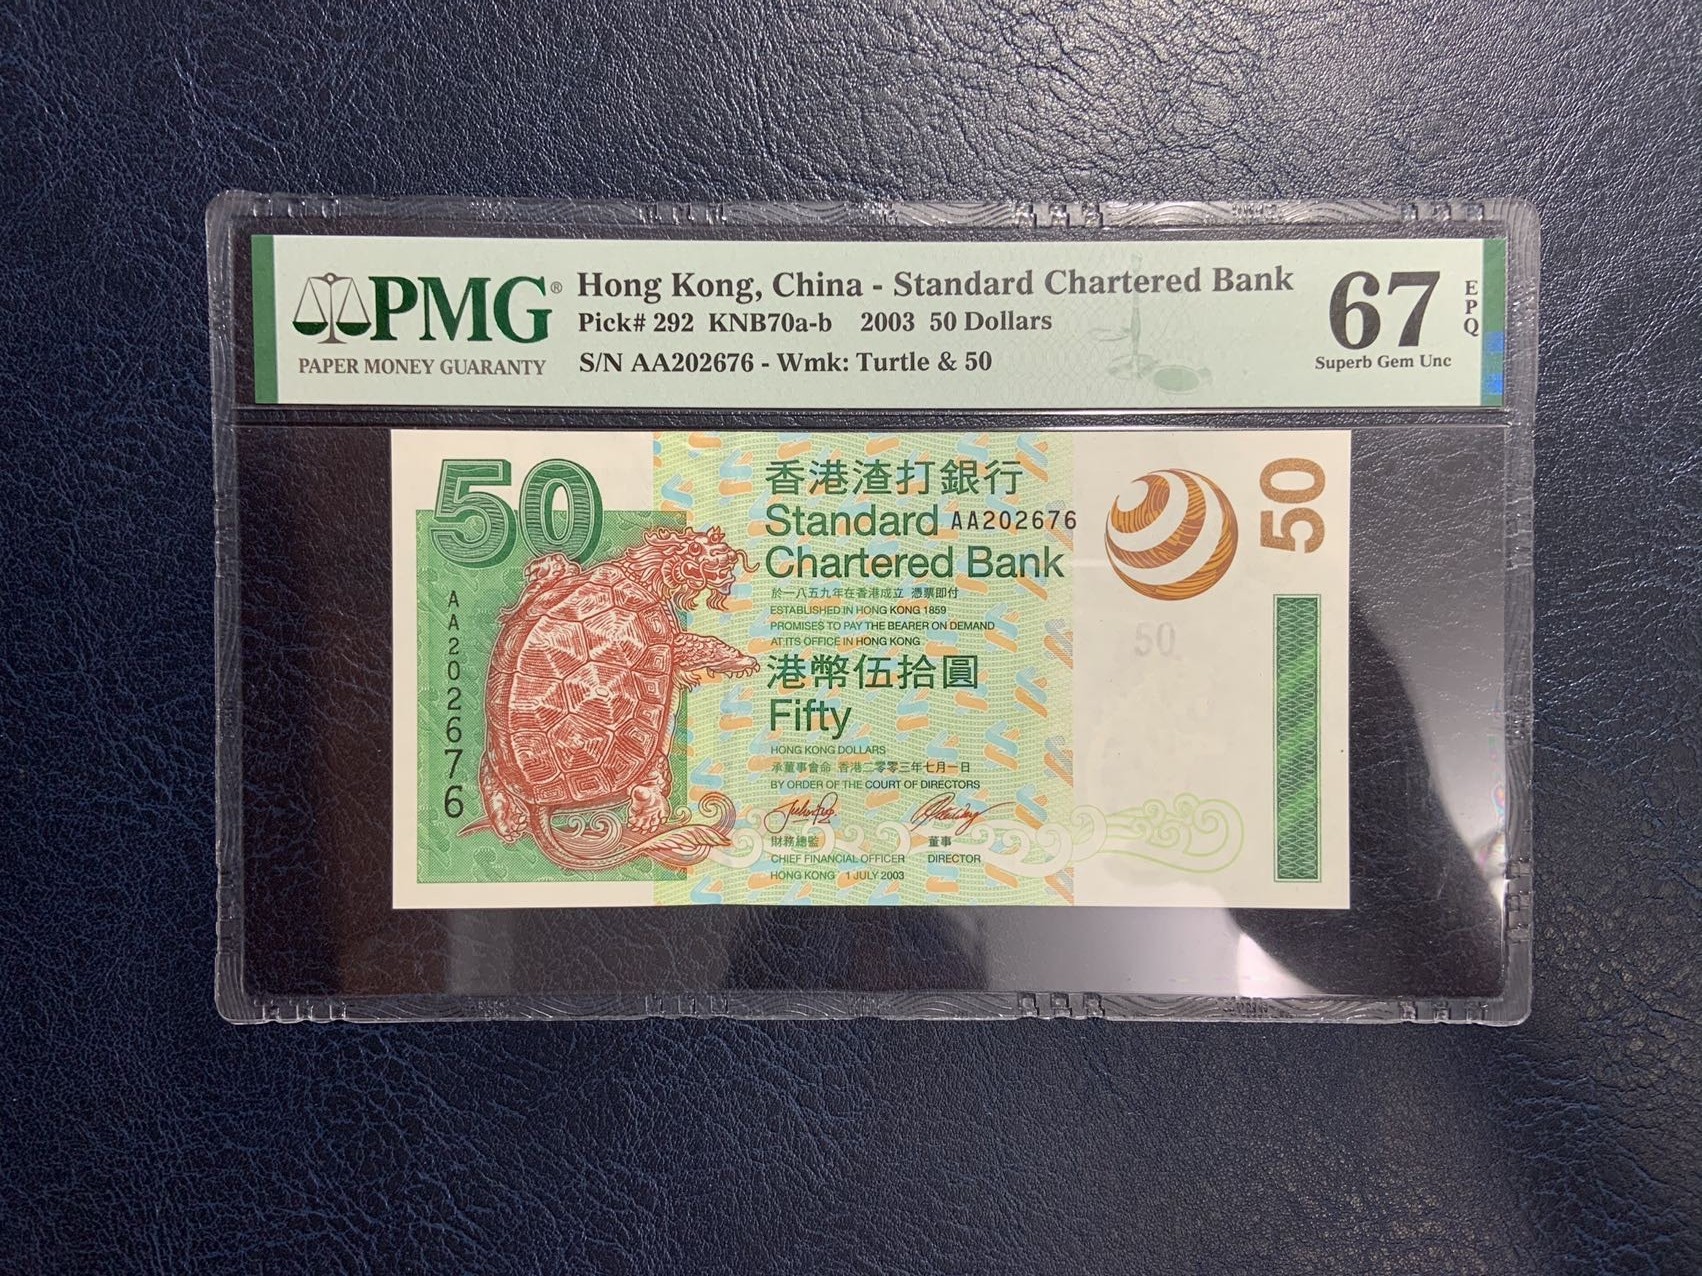 PMG®
PAPER MONEY GUARANTY
Hong Kong, China - Standard Chartered Bank
Pick# 292 KNB70a-b 2003 50 Dollars
S/N AA202676 - Wmk: Turtle & 50
67
EPQ
Superb Gem Unc
50
AA202676
香港渣打銀行
Standard AA202676
Chartered Bank
於一八五九年在香港成立 憑票即付
ESTABLISHED IN HONG KONG 1859
PROMISES TO PAY THE BEARER ON DEMAND
AT ITS OFFICE IN HONG KONG
港幣伍拾圓
Fifty
HONG KONG DOLLARS
承董事會命 香港二零零三年七月一日
BY ORDER OF THE COURT OF DIRECTORS
財務總監 董事
CHIEF FINANCIAL OFFICER DIRECTOR
HONG KONG 1 JULY 2003
50
50